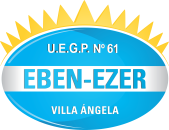 U.E.G.P. Nº 61
EBEN-EZER
VILLA ÁNGELA